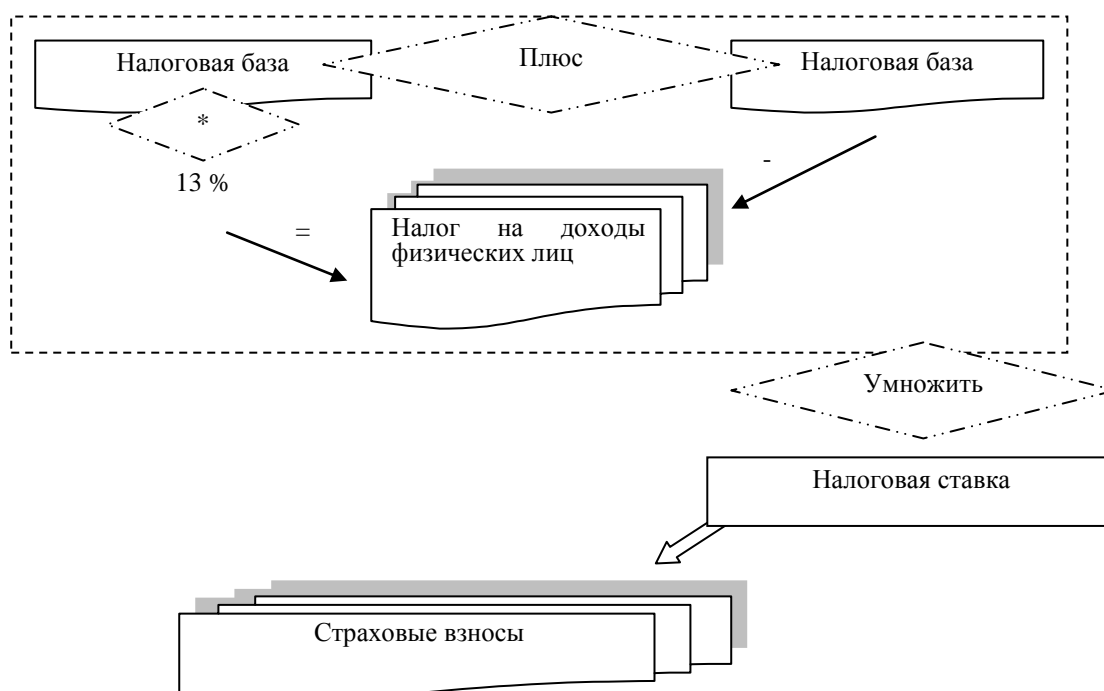 Налоговая база
Плюс
Налоговая база
*
13 %
-
=
Налог на доходы
физических лиц
Умножить
Налоговая ставка
Страховые взносы